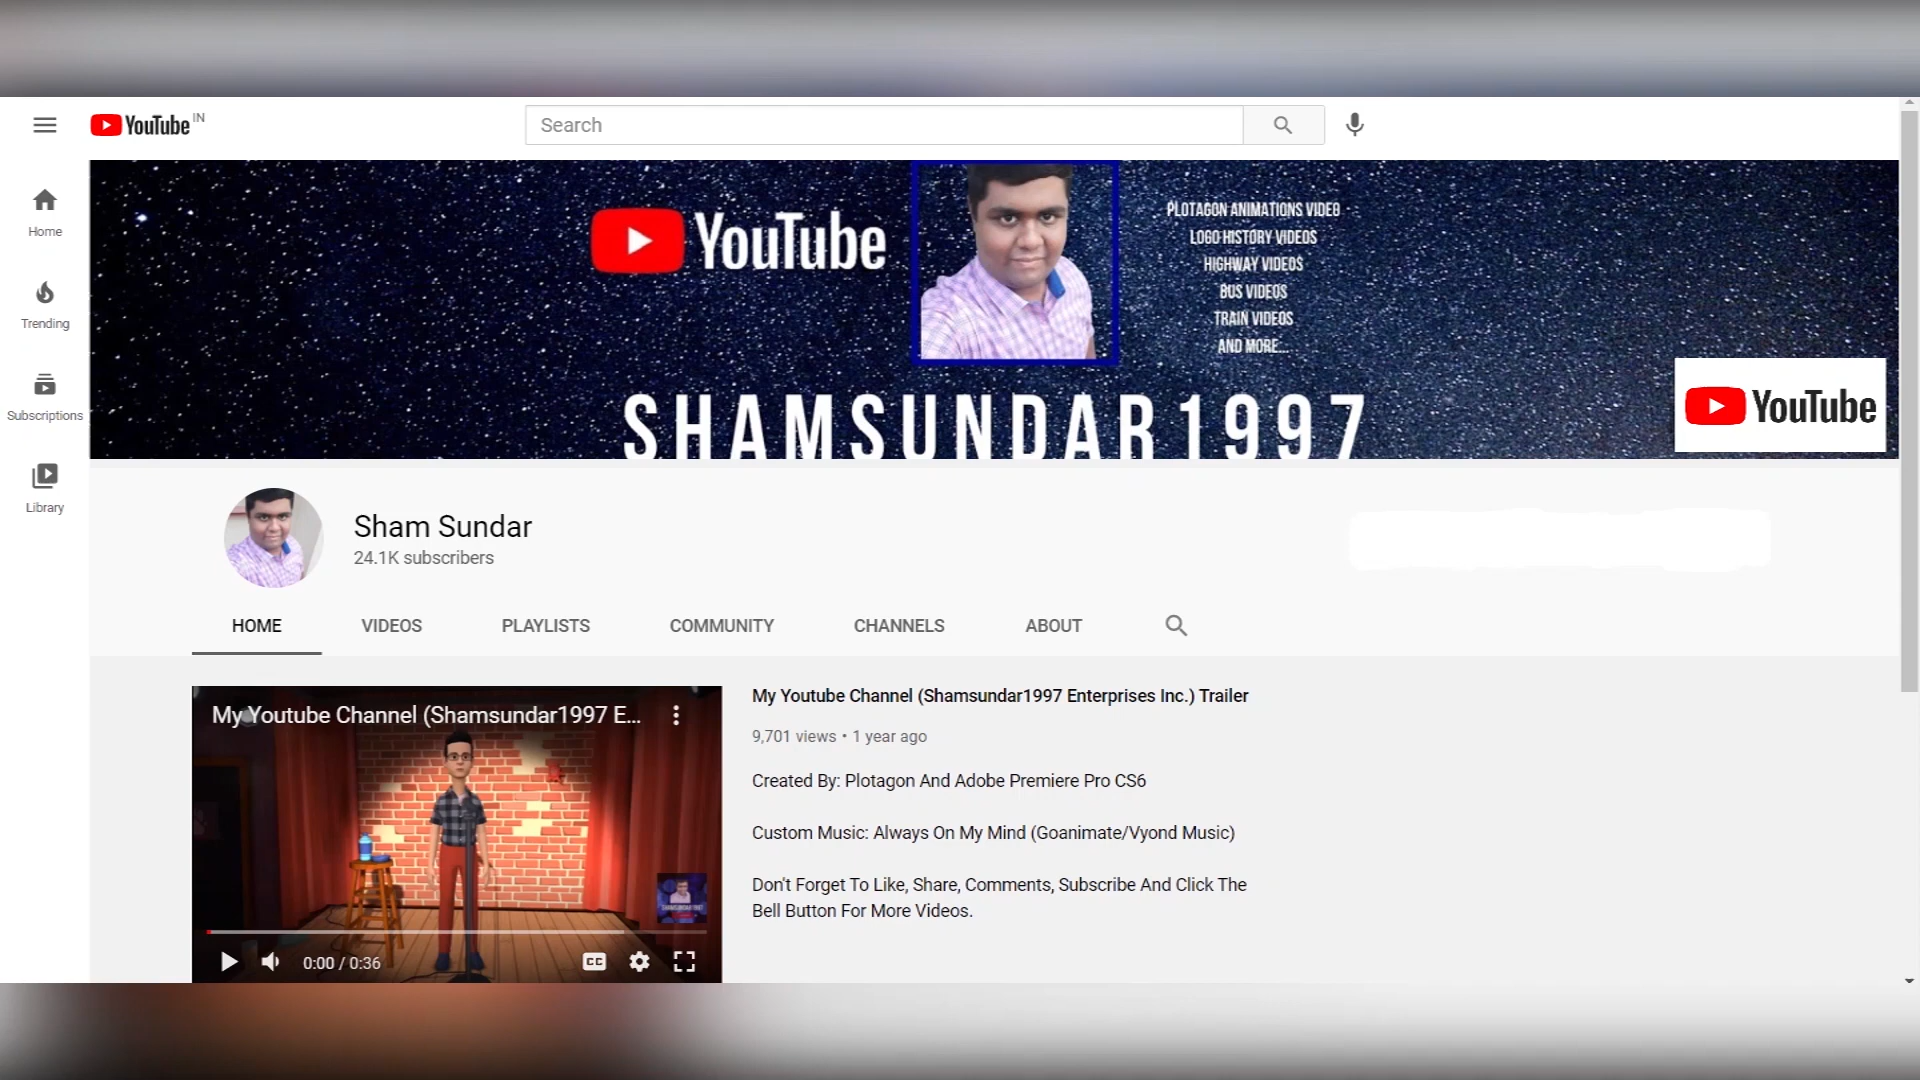 YouTube IN
Search
Home
Trending
Subscriptions
Library
YouTube
PLOTAGON ANIMATIONS VIDEO
LOGO HISTORY VIDEOS
HIGHWAY VIDEOS
BUS VIDEOS
TRAIN VIDEOS
AND MORE...
SHAMSUNDAR1997
YouTube
Sham Sundar
24.1K subscribers
HOME VIDEOS PLAYLISTS COMMUNITY CHANNELS ABOUT
My Youtube Channel (Shamsundar1997 E...
SHAMSUNDAR1997
0:00 / 0:36
CC
My Youtube Channel (Shamsundar1997 Enterprises Inc.) Trailer
9,701 views • 1 year ago
Created By: Plotagon And Adobe Premiere Pro CS6
Custom Music: Always On My Mind (Goanimate/Vyond Music)
Don't Forget To Like, Share, Comments, Subscribe And Click The
Bell Button For More Videos.